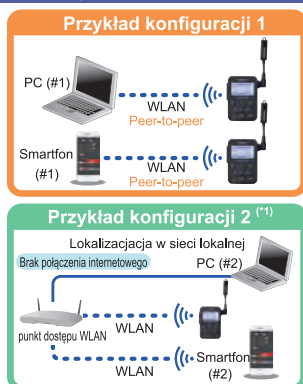 Przykład konfiguracji 1
PC (#1)
WLAN
Peer-to-peer
Smartfon
(#1)
WLAN
Peer-to-peer
Przykład konfiguracji 2 (*1)
Lokalizacjacja w sieci lokalnej
Brak połączenia internetowego
PC (#2)
punkt dostępu WLAN
WLAN
WLAN
Smartfon
(#2)